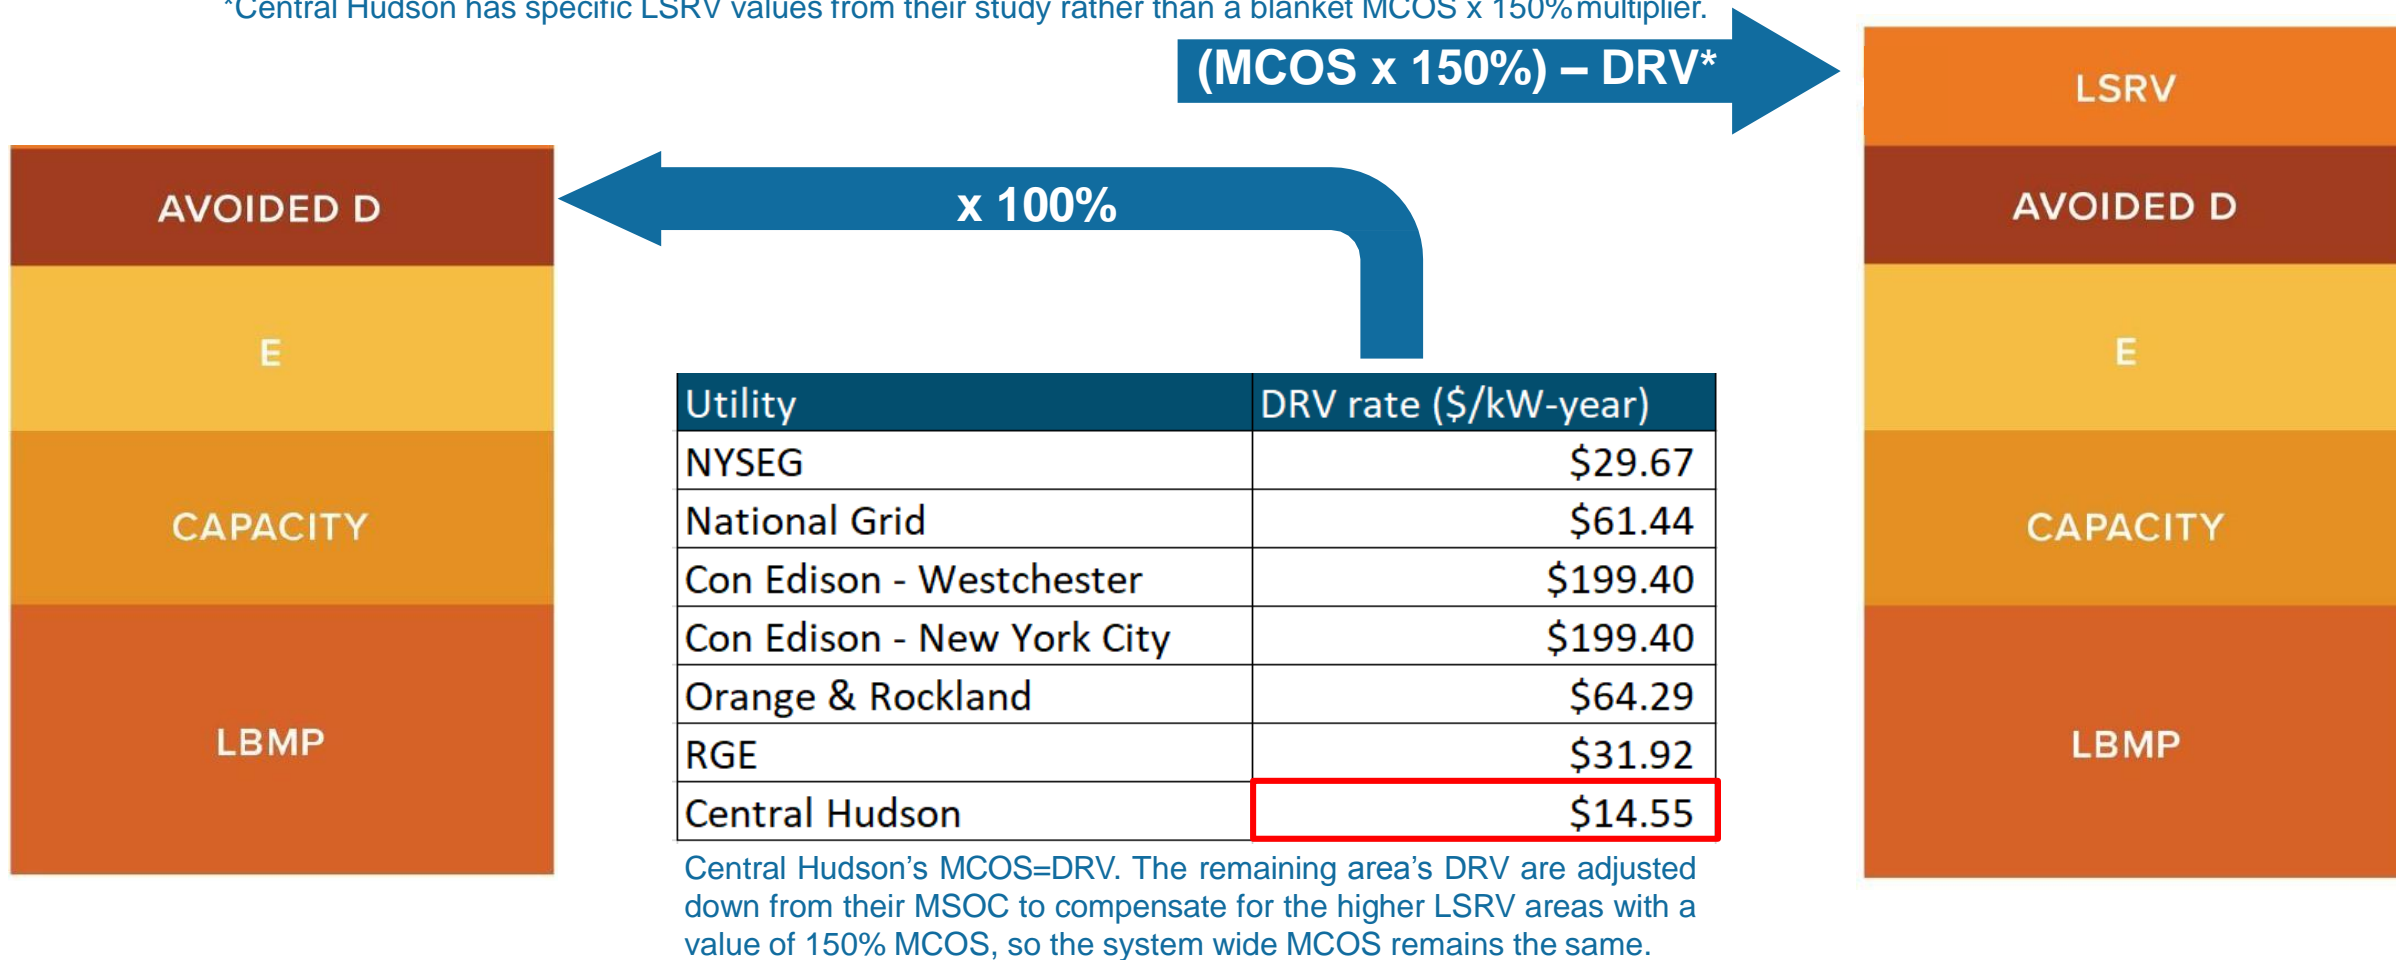 *Central Hudson has specific LSRV values from their study rather than a blanket MCOS x 150%multiplier.
(MCOS x 150%) – DRV*
x 100%
AVOIDED D
E
CAPACITY
LBMP
Utility DRV rate ($/kW-year)
NYSEG $29.67
National Grid $61.44
Con Edison - Westchester $199.40
Con Edison - New York City $199.40
Orange & Rockland $64.29
RGE $31.92
Central Hudson $14.55
Central Hudson’s MCOS=DRV. The remaining area’s DRV are adjusted
down from their MSOC to compensate for the higher LSRV areas with a
value of 150% MCOS, so the system wide MCOS remains the same.
LSRV
AVOIDED D
E
CAPACITY
LBMP